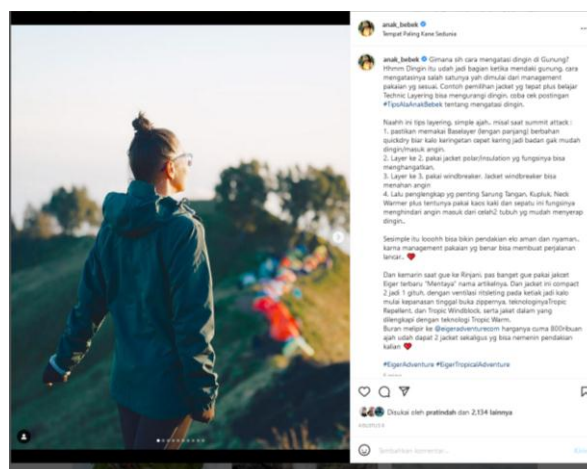 anak_bebek
Tempat Paling Kane Sedunia
anak_bebek Gimana sih cara mengatasi dingin di Gunung?
Hhmm Dingin itu udah jadi bagian ketika mendaki gunung, cara
mengatasinya salah satunya yah dimulai dari management
pakaian yg sesuai. Contoh pemilihan jacket yg tepat plus belajar
Technic Layering bisa mengurangi dingin. coba cek postingan
#TipsAlaAnakBebek tentang mengatasi dingin.
Naahh ini tips layering, simple ajah.. misal saat summit attack :
1. pastikan memakai Baselayer (lengan panjang) berbahan
quickdry biar kalo keringetan capet kering jadi badan gak mudah
dingin/masuk angin.
2. Layer ke 2, pakai jacket polar/insulation yg fungsinya bisa
menghangatkan.
3. Layer ke 3, pakai windbreaker. Jacket windbreaker bisa
menahan angin
4. Lalu penglengkap yg penting Sarung Tangan, Kupluk, Neck
Warmer plus tentunya pakai kaos kaki dan sepatu ini fungsinya
menghindari angin masuk dari celah2 tubuh yg mudah menyerap
dingin..
Sesimple itu looohh bisa bikin pendakian elo aman dan nyaman..
karna management pakaian yg benar bisa membuat perjalanan
lancar..
Dan kemarin saat gue ke Rinjani, pas banget gue pakai jakcet
Eiger terbaru "Mentaya" nama artikelnya. Dan jacket ini compact
2 jadi 1 gituh, dengan ventilasi ritsleting pada ketiak jadi kalo
mulai kepanasan tinggal buka zippernya, teknologinyaTropic
Repellent, dan Tropic Windblock, serta jaket dalam yang
dilengkapi dengan teknologi Tropic Warm.
Buran melipir ke @eigeradventurecom harganya cuma 800ribuan
ajah udah dapat 2 jacket sekaligus yg bisa nemenin pendakian
kalian
#EigerAdventure #EigerTropicalAdventure
Disukai oleh pratindah dan 2,134 lainnya
Tambahkan komentar...